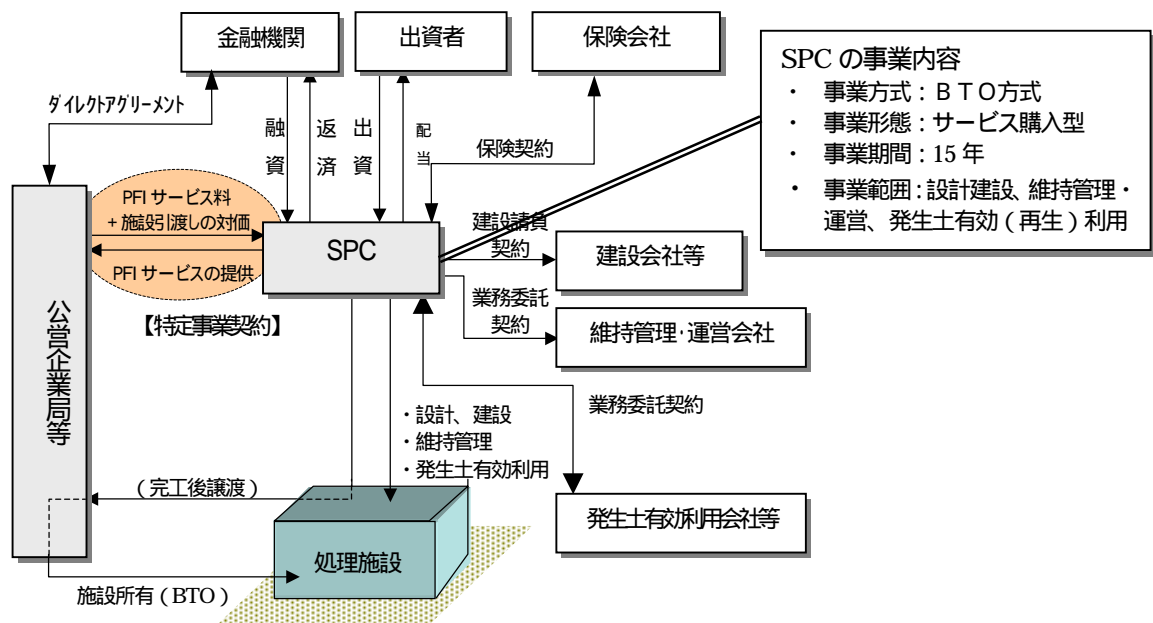 金融機関
出資者
保険会社
SPC の事業内容
・ 事業方式：ＢＴＯ方式
・ 事業形態：サービス購入型
・ 事業期間：15 年
・ 事業範囲：設計建設、維持管理・
運営、発生土有効（再生）利用
ダイレクトアグリーメント
融資
返済
出資
配当
保険契約
PFI サービス料
+ 施設引渡しの対価
PFI サービスの提供
【特定事業契約】
SPC
建設請負
契約
建設会社等
業務委託
契約
維持管理・運営会社
公営企業局等
業務委託契約
・設計、建設
・維持管理
・発生土有効利用
（完工後譲渡）
発生土有効利用会社等
処理施設
施設所有（BTO）